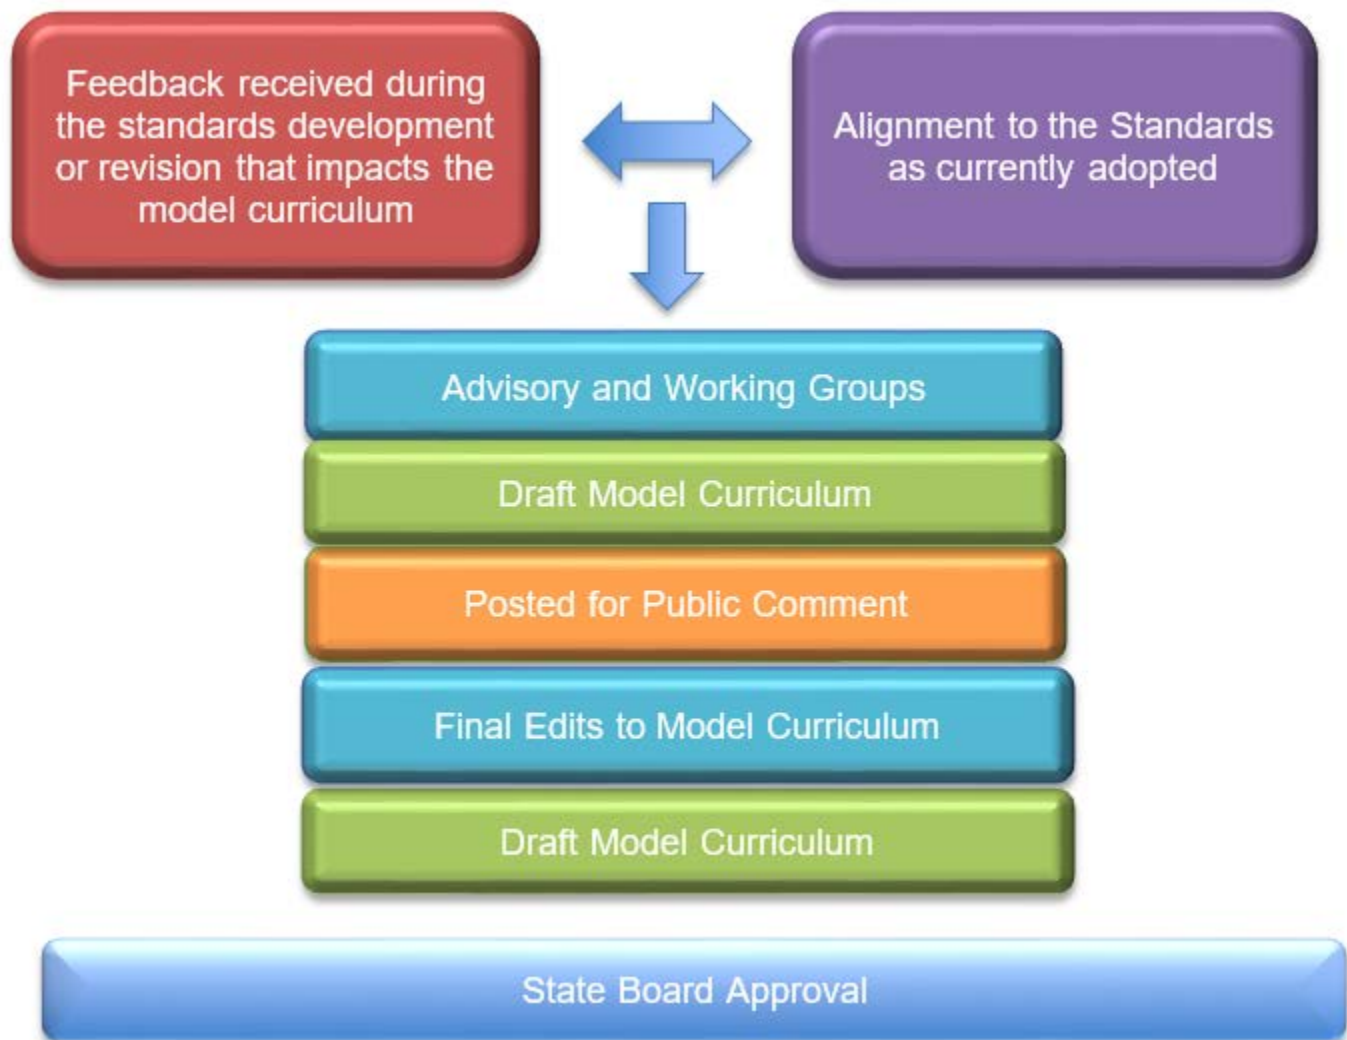 Feedback received during
the standards development
or revision that impacts the
model curriculum
Alignment to the Standards
as currently adopted
Advisory and Working Groups
Draft Model Curriculum
Posted for Public Comment
Final Edits to Model Curriculum
Draft Model Curriculum
State Board Approval